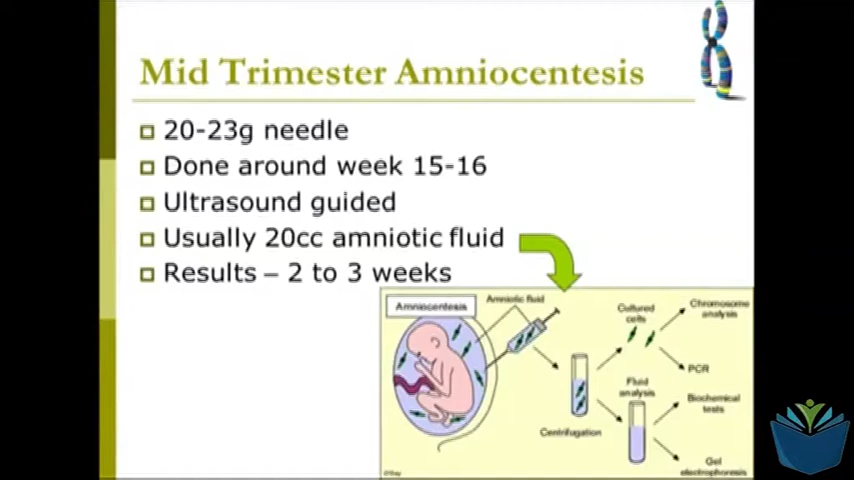 Mid Trimester Amniocentesis
20-23g needle
Done around week 15-16
Ultrasound guided
Usually 20cc amniotic fluid
Results – 2 to 3 weeks
Amniocentesis
Amniotic fluid
Cultured
cells
Chromosome
analysis
PCR
Fluid
analysis
Biochemical
tests
Centrifugation
Gel
electrophoresis